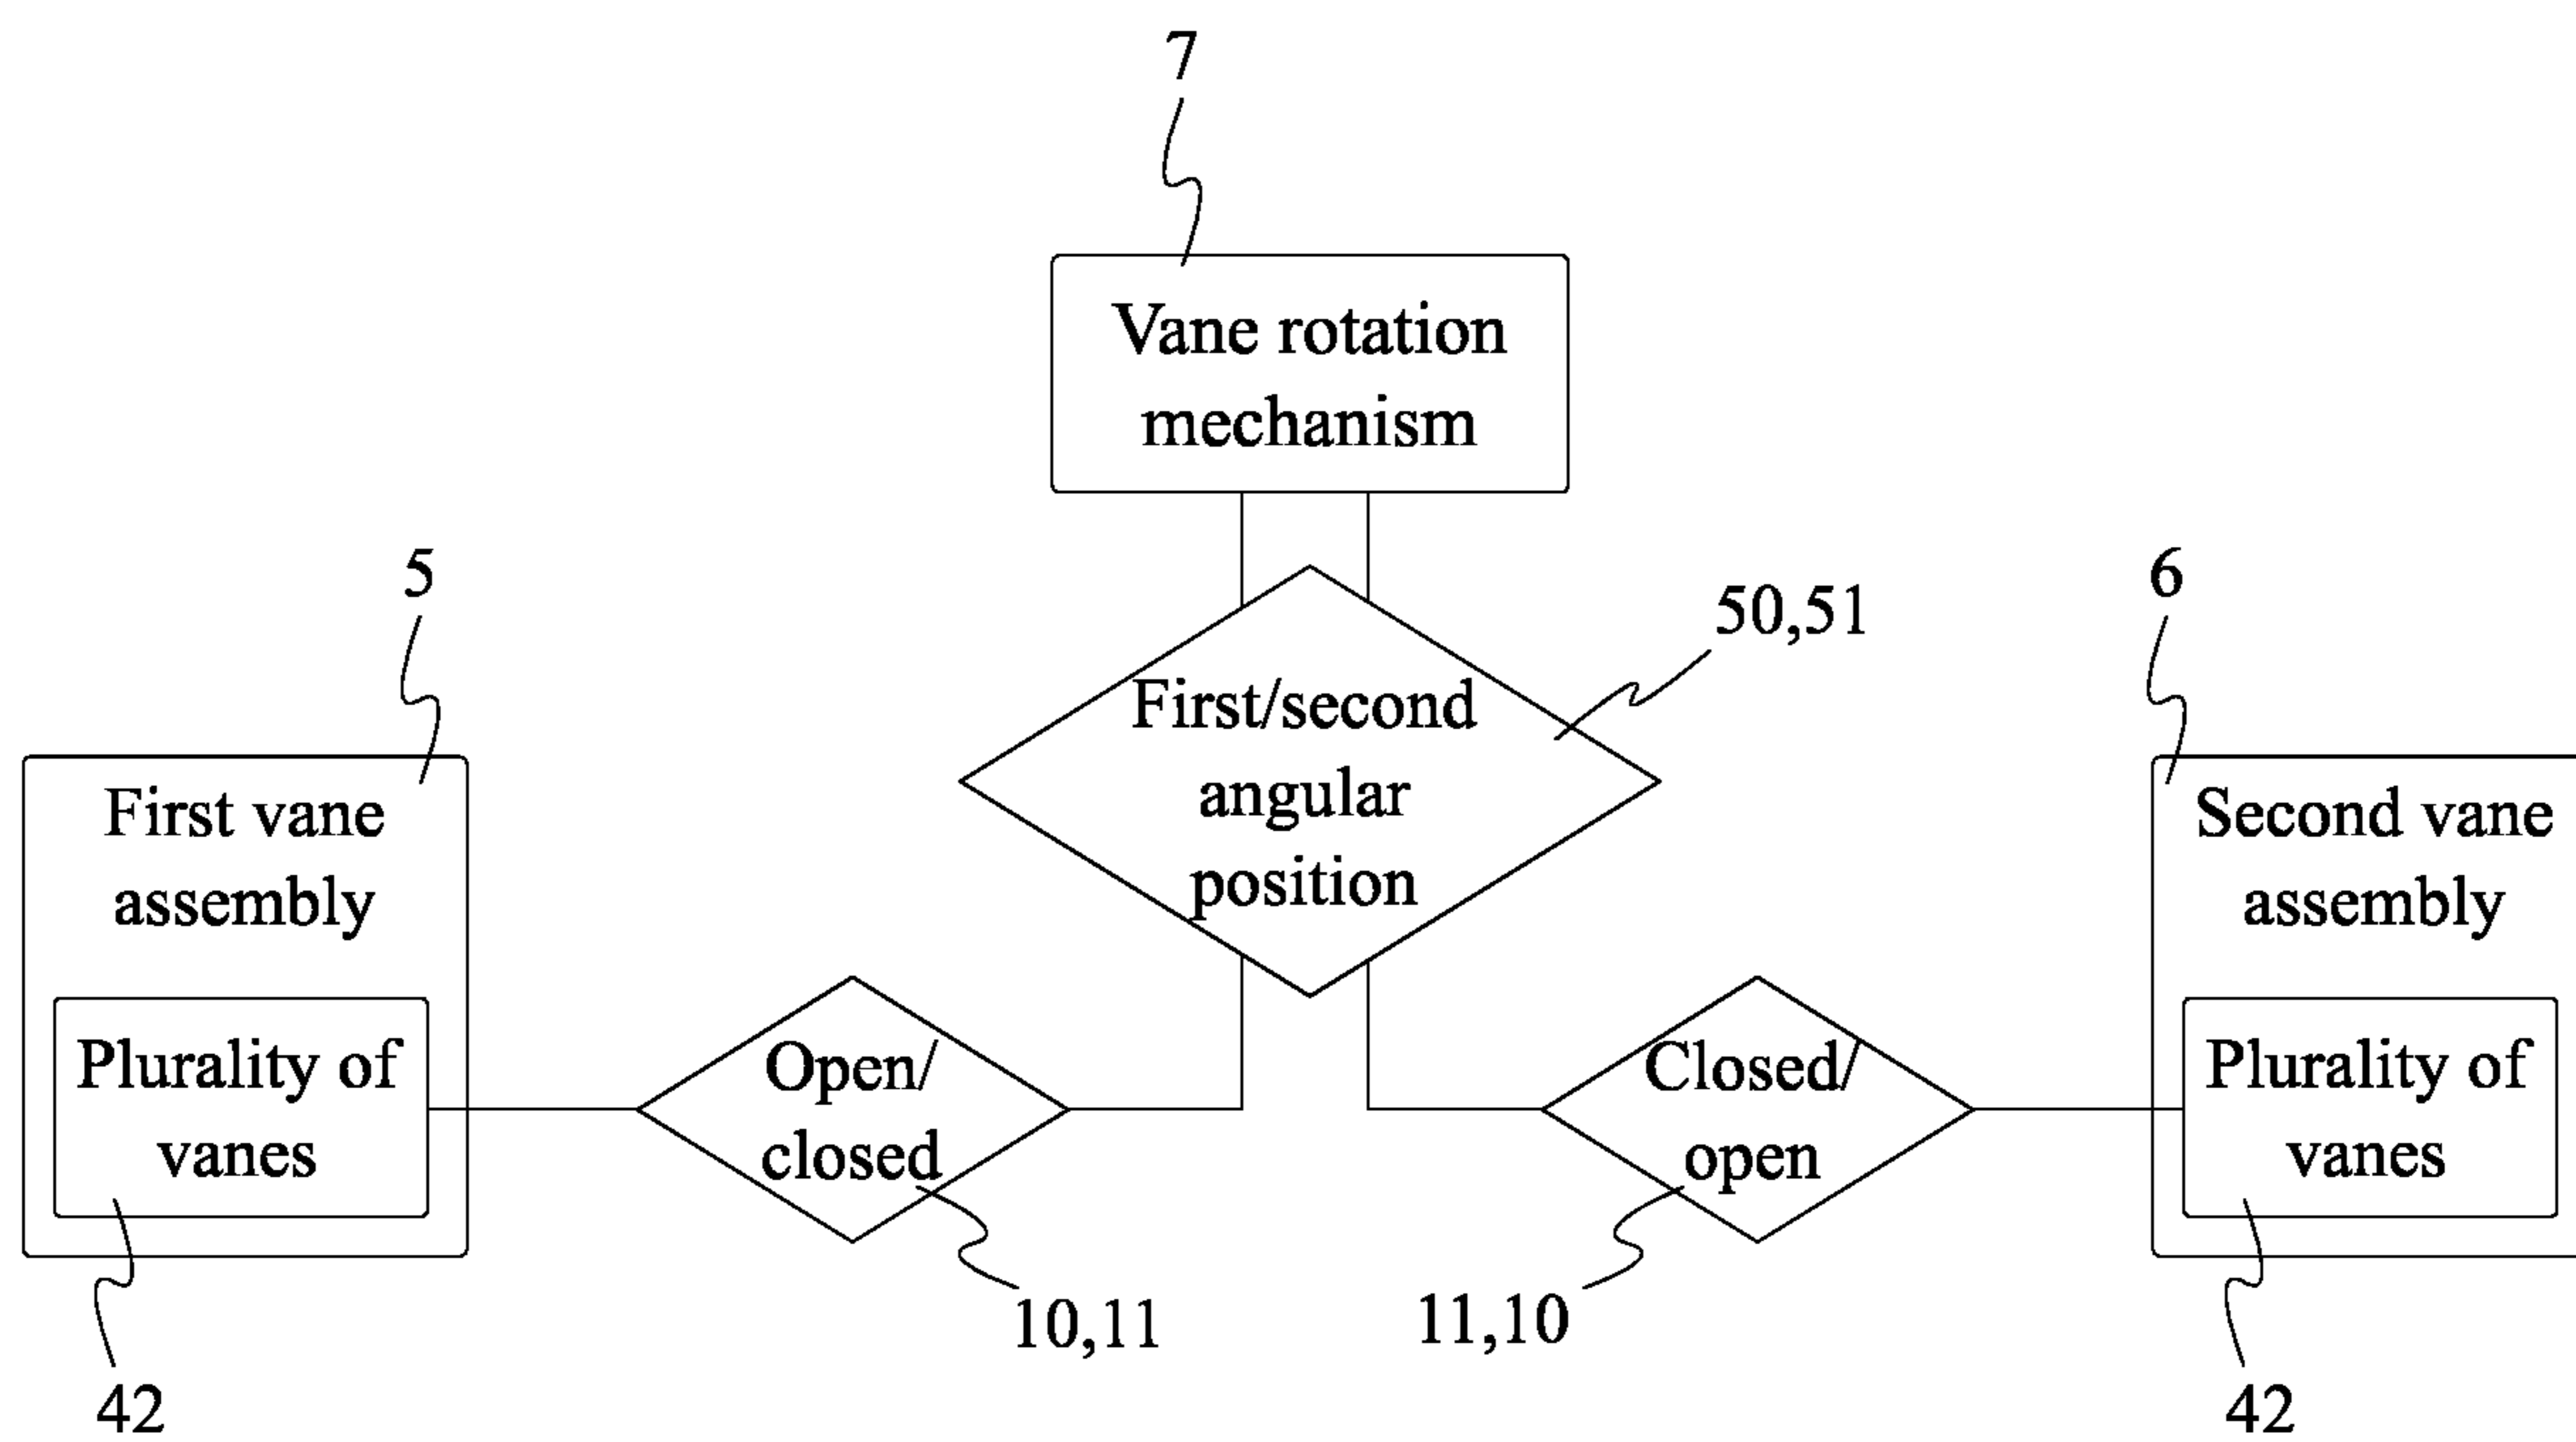 7
Vane rotation
mechanism
5
6
50,51
First/second
angular
position
First vane
assembly
Second vane
assembly
Plurality of
vanes
Open/
closed
Closed/
open
Plurality of
vanes
10,11
11,10
42
42